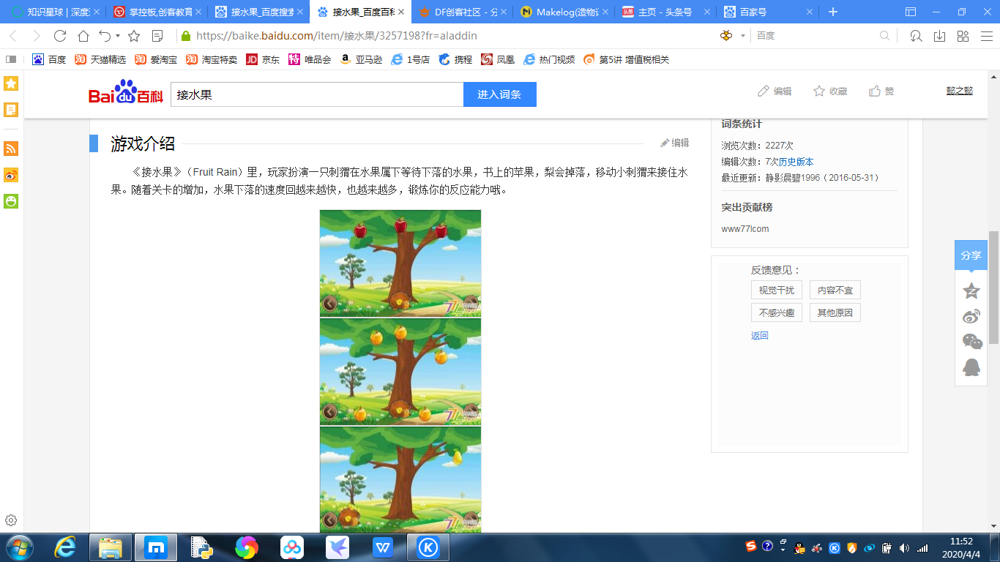 知识星球 | 深度
掌控板,创客教育
接水果_百度搜索
接水果_百度百科
DF创客社区 - 分
Makelog(造物记
主页 - 头条号
百家号
https://baike.baidu.com/item/接水果/3257198?fr=aladdin
百度
百度
天猫精选
爱淘宝
淘宝特卖
京东
唯品会
亚马逊
1号店
携程
凤凰
热门视频
第5讲 增值税相关
Bai du 百科
接水果
进入词条
编辑
收藏
赞
懿之懿
游戏介绍
编辑
《接水果》（Fruit Rain）里，玩家扮演一只刺猬在水果属下等待下落的水果，书上的苹果，梨会掉落，移动小刺猬来接住水
果。随着关卡的增加，水果下落的速度回越来越快，也越来越多，锻炼你的反应能力哦。
词条统计
浏览次数：2227次
编辑次数：7次历史版本
最近更新：静影晨碧1996（2016-05-31）
突出贡献榜
www77lcom
反馈意见：
视觉干扰
内容不宜
不感兴趣
其他原因
返回
分享
11:52
2020/4/4